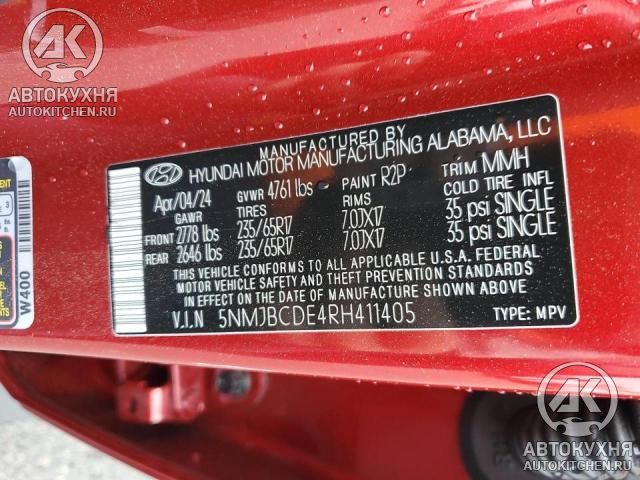 АВТОКУХНЯ
AUTOKITCHEN.RU
MANUFACTURED BY
HYUNDAI MOTOR MANUFACTURING ALABAMA, LLC
Apr/04/24 GVWR 4761 lbs PAINT R2P TRIM MMH
GAWR TIRES RIMS COLD TIRE INFL
FRONT 2778 lbs 235/65R17 7.0JX17 35 psi SINGLE
REAR 2646 lbs 235/65R17 7.0JX17 35 psi SINGLE
THIS VEHICLE CONFORMS TO ALL APPLICABLE U.S.A. FEDERAL
MOTOR VEHICLE SAFETY AND THEFT PREVENTION STANDARDS
IN EFFECT ON THE DATE OF MANUFACTURE SHOWN ABOVE
V.I.N 5NMJBCDE4RH411405 TYPE: MPV
W400
АВТОКУХНЯ
AUTOKITCHEN.RU